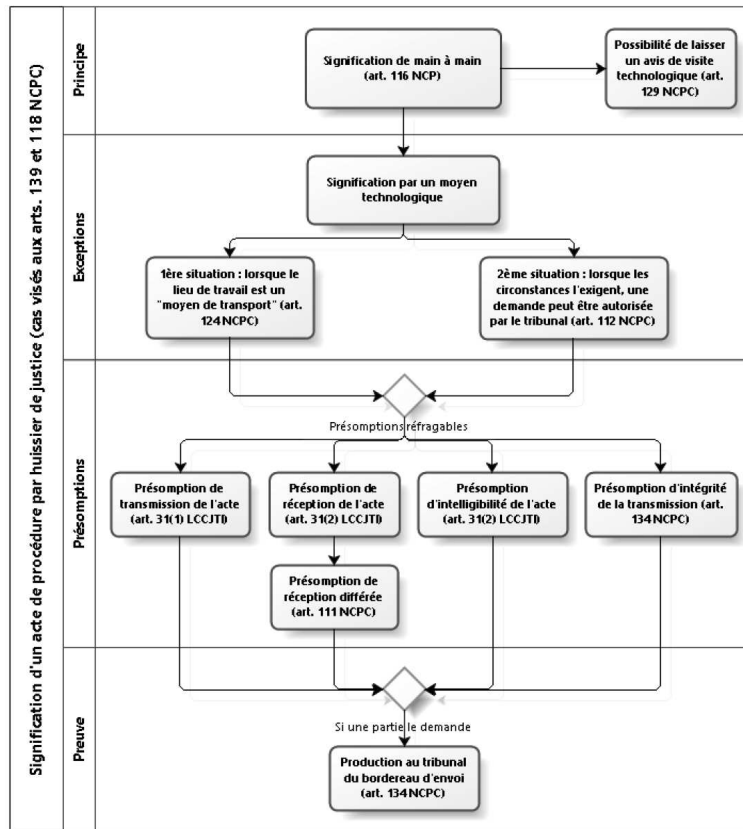 Signification d'un acte de procédure par huissier de justice (cas visés aux arts. 139 et 118 NCPC)
Principe
Signification de main à main
(art. 116 NCP)
Possibilité de laisser
un avis de visite
technologique (art.
129 NCPC)
Exceptions
Signification par un moyen
technologique
1ère situation : lorsque le
lieu de travail est un
"moyen de transport" (art.
124 NCPC)
2ème situation : lorsque les
circonstances l'exigent, une
demande peut être autorisée
par le tribunal (art. 112 NCPC)
Présomptions
Présomptions réfragables
Présomption de
transmission de l'acte
(art. 31(1) LCCJTI)
Présomption de
réception de l'acte
(art. 31(2) LCCJTI)
Présomption
d'intelligibilité de l'acte
(art. 31(2) LCCJTI)
Présomption d'intégrité
de la transmission (art.
134 NCPC)
Présomption de
réception différée
(art. 111 NCPC)
Preuve
Si une partie le demande
Production au tribunal
du bordereau d'envoi
(art. 134 NCPC)